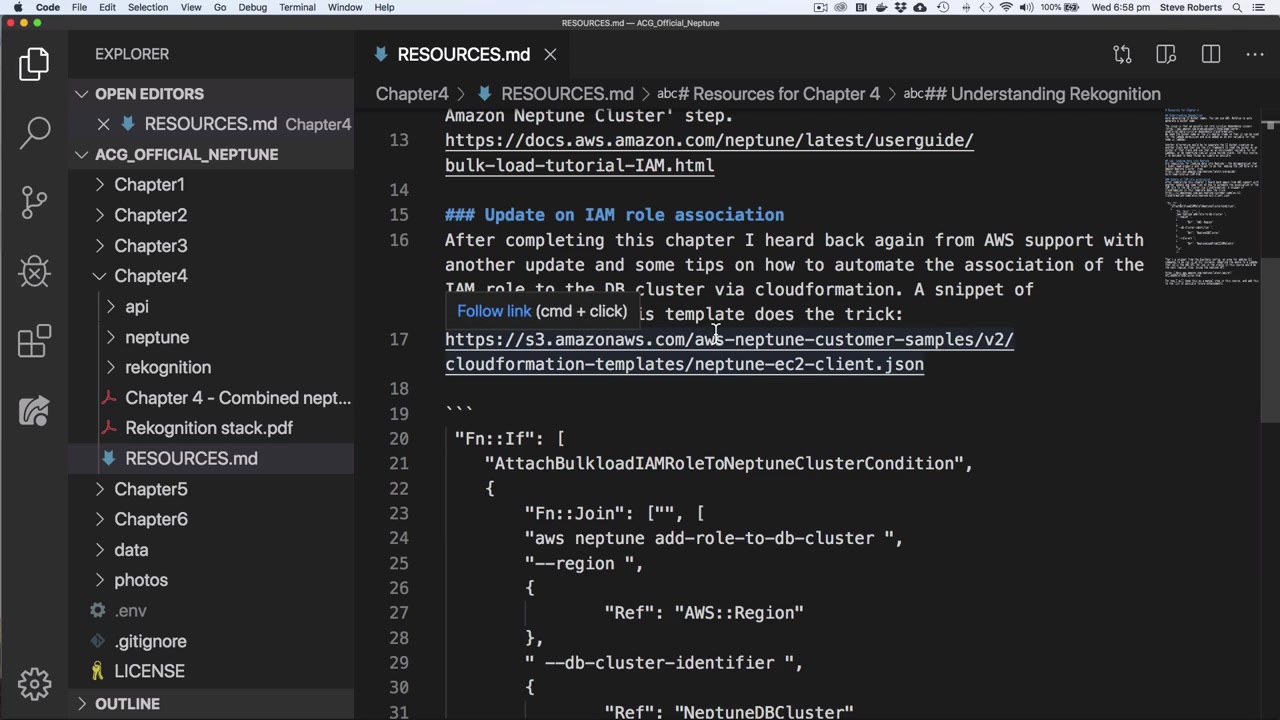 Code File Edit Selection View Go Debug Terminal Window Help 100% Wed 6:58 pm Steve Roberts
RESOURCES.md — ACG_Official_Neptune
EXPLORER
OPEN EDITORS
RESOURCES.md Chapter4
ACG_OFFICIAL_NEPTUNE
Chapter1
Chapter2
Chapter3
Chapter4
api
neptune
rekognition
Chapter 4 - Combined nept...
Rekognition stack.pdf
RESOURCES.md
Chapter5
Chapter6
data
photos
.env
.gitignore
LICENSE
OUTLINE
RESOURCES.md
Chapter4 > RESOURCES.md > abc # Resources for Chapter 4 > abc ## Understanding Rekognition
Amazon Neptune Cluster' step.
13 https://docs.aws.amazon.com/neptune/latest/userguide/
bulk-load-tutorial-IAM.html
14
15 ### Update on IAM role association
16 After completing this chapter I heard back again from AWS support with
another update and some tips on how to automate the association of the
IAM role to the DB cluster via cloudformation. A snippet of
Follow link (cmd + click) is template does the trick:
17 https://s3.amazonaws.com/aws-neptune-customer-samples/v2/
cloudformation-templates/neptune-ec2-client.json
18
19 ```
20 "Fn::If": [
21 "AttachBulkloadIAMRoleToNeptuneClusterCondition",
22 {
23 "Fn::Join": ["", [
24 "aws neptune add-role-to-db-cluster ",
25 "--region ",
26 {
27 "Ref": "AWS::Region"
28 },
29 " --db-cluster-identifier ",
30 {
31 "Ref": "NeptuneDBCluster"